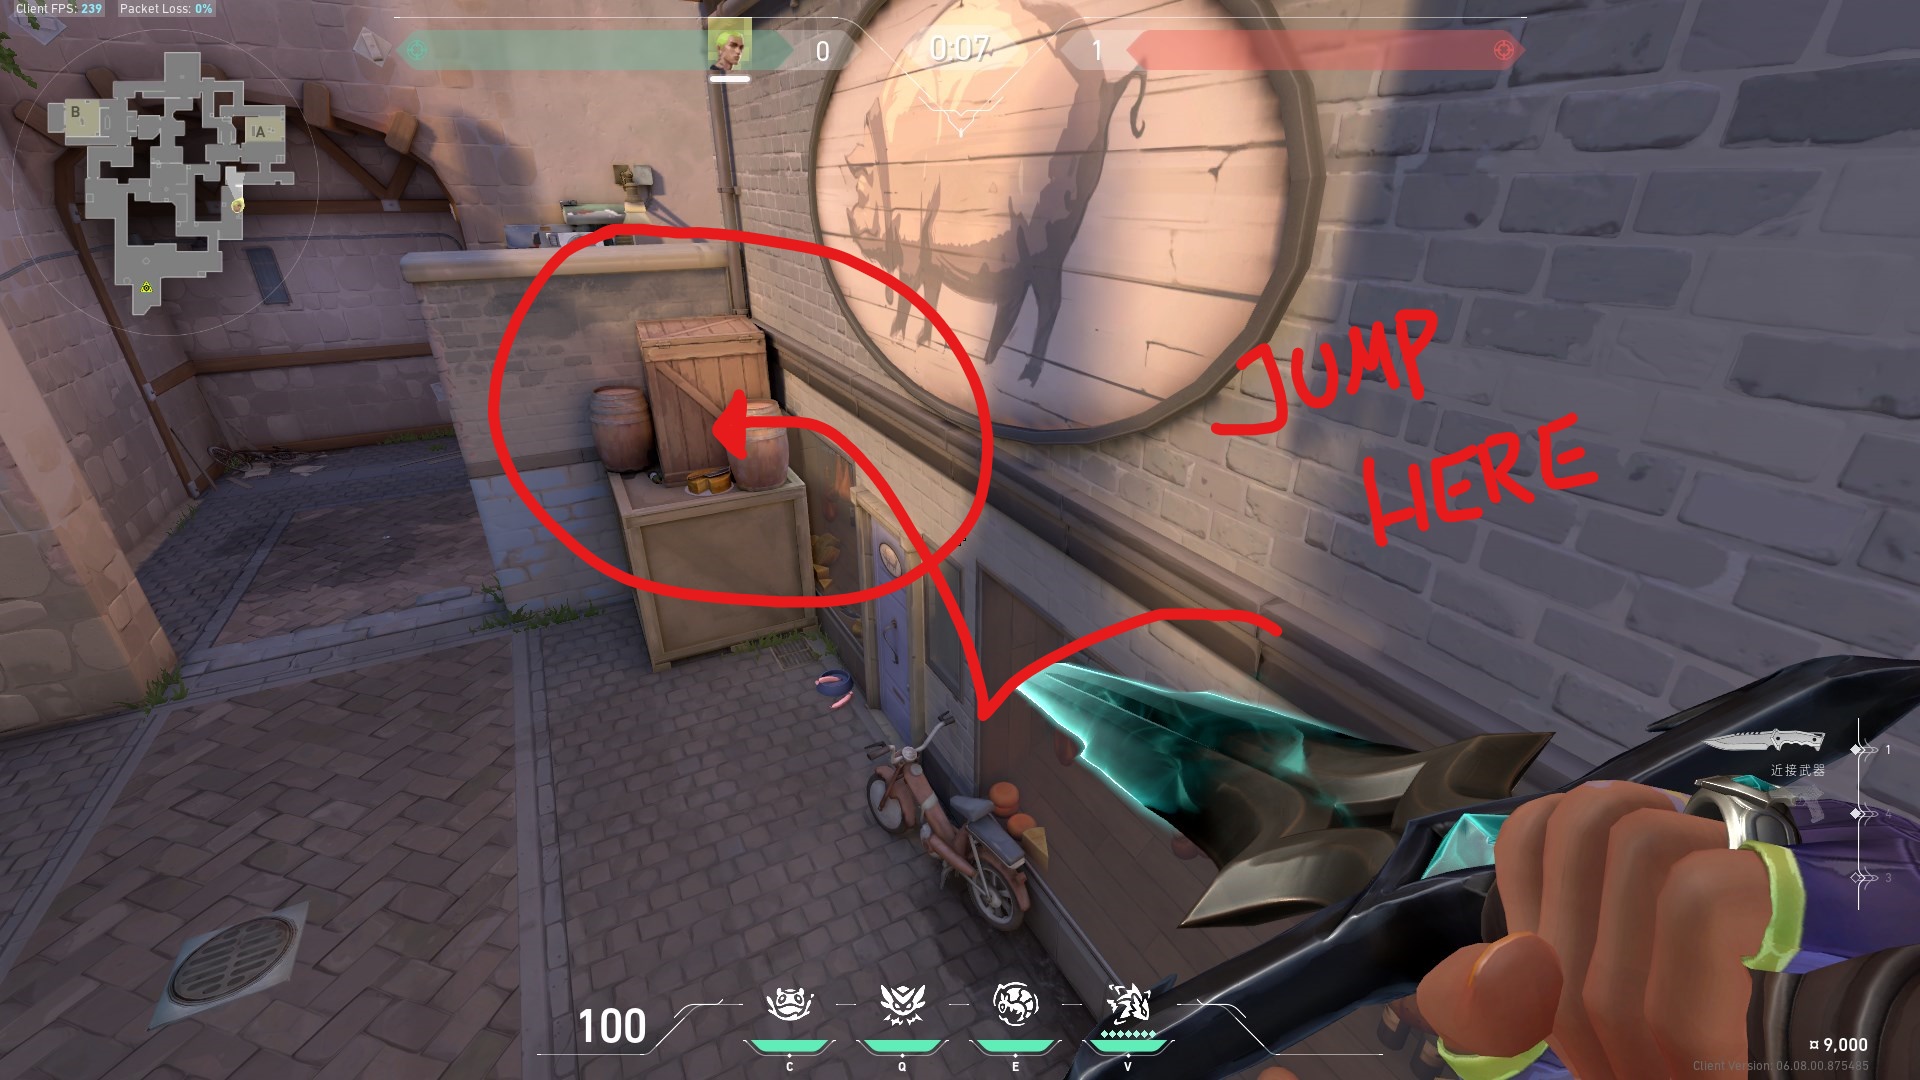 Client FPS: 239 Packet Loss: 0%
0 0:07 1
B
A
JUMP
HERE
1
近接武器
4
3
100
C Q E V
¤ 9,000
Client Version: 06.08.00.875485